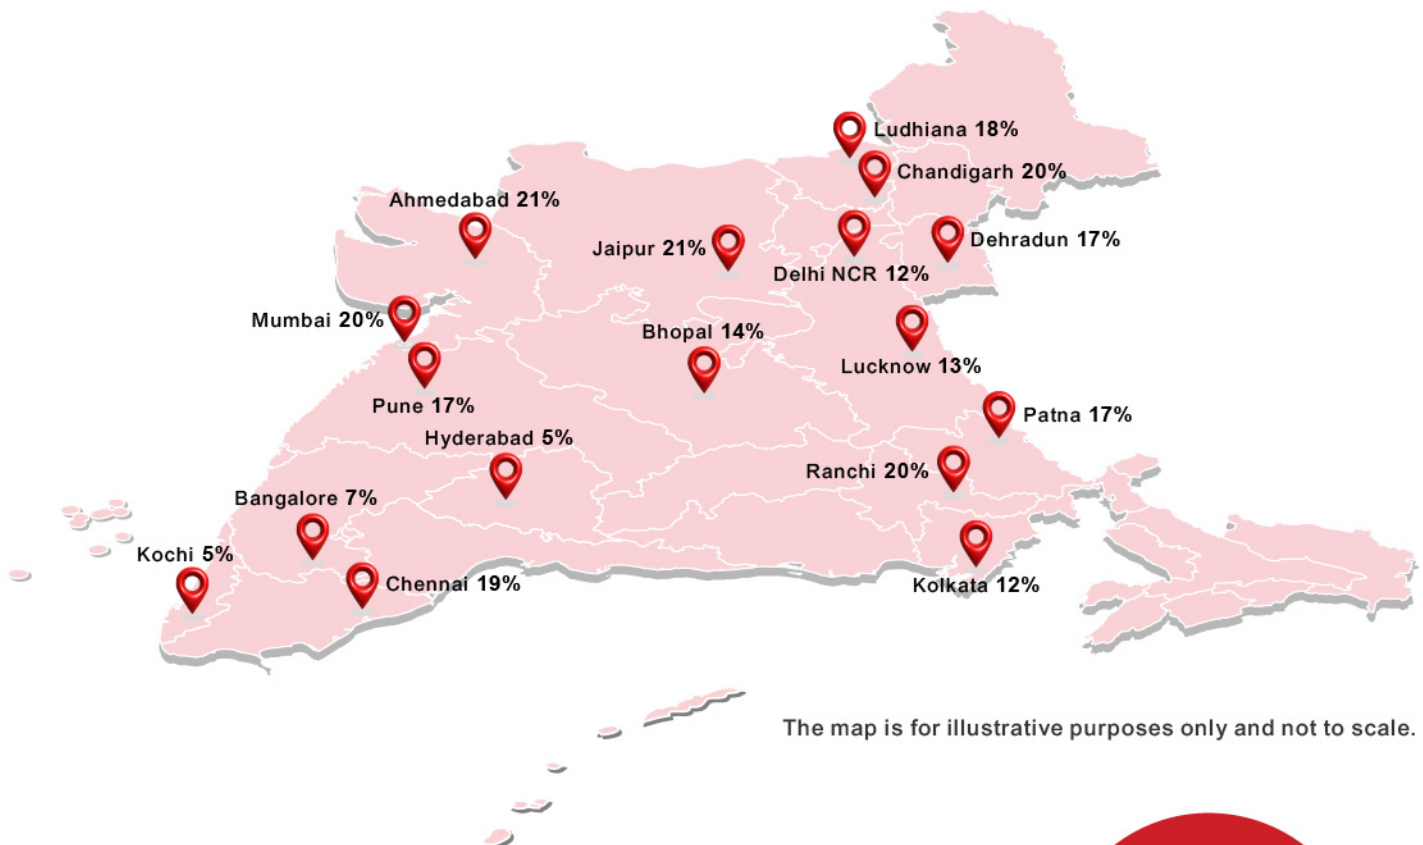 Ludhiana 18%
Chandigarh 20%
Ahmedabad 21%
Jaipur 21%
Dehradun 17%
Delhi NCR 12%
Mumbai 20%
Bhopal 14%
Lucknow 13%
Pune 17%
Patna 17%
Hyderabad 5%
Ranchi 20%
Bangalore 7%
Kochi 5%
Chennai 19%
Kolkata 12%
The map is for illustrative purposes only and not to scale.